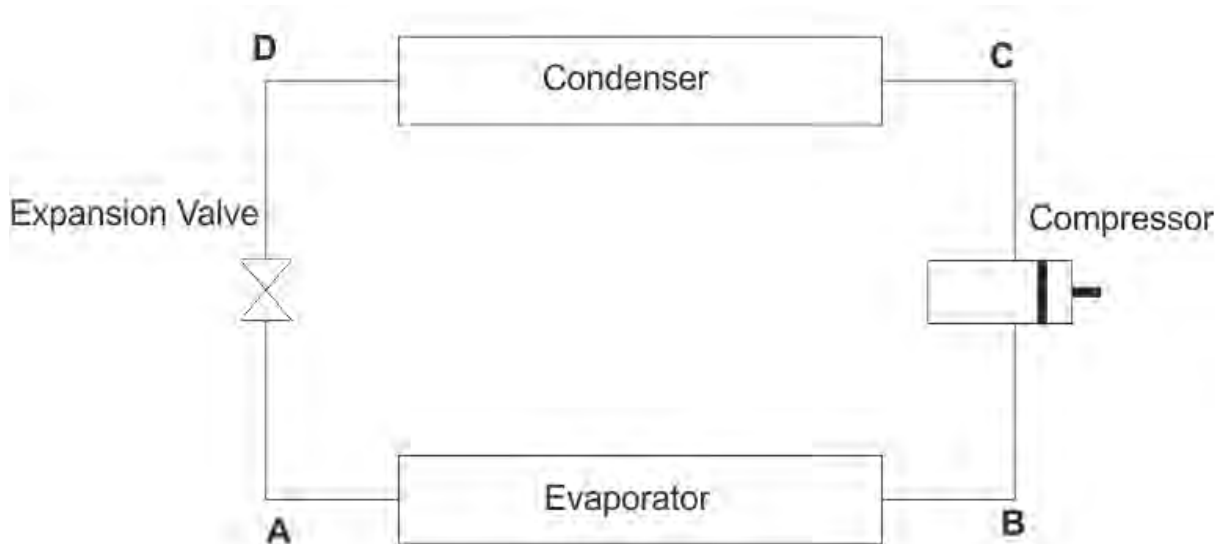 D
Condenser
C
Expansion Valve
Compressor
Evaporator
A
B